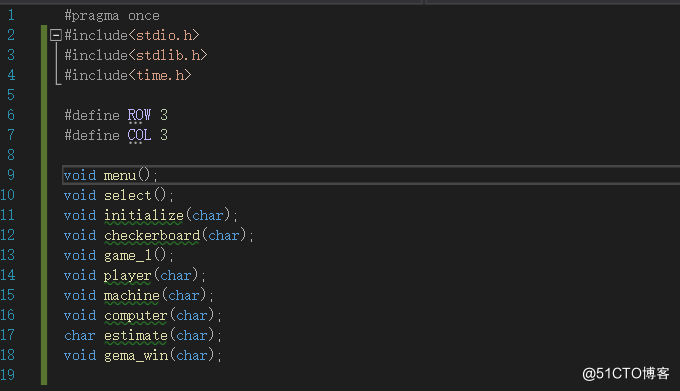 1 #pragma once
2 #include<stdio.h>
3 #include<stdlib.h>
4 #include<time.h>
5
6 #define ROW 3
7 #define COL 3
8
9 void menu();
10 void select();
11 void initialize(char);
12 void checkerboard(char);
13 void game_1();
14 void player(char);
15 void machine(char);
16 void computer(char);
17 char estimate(char);
18 void gema_win(char);
19
@51CTO博客